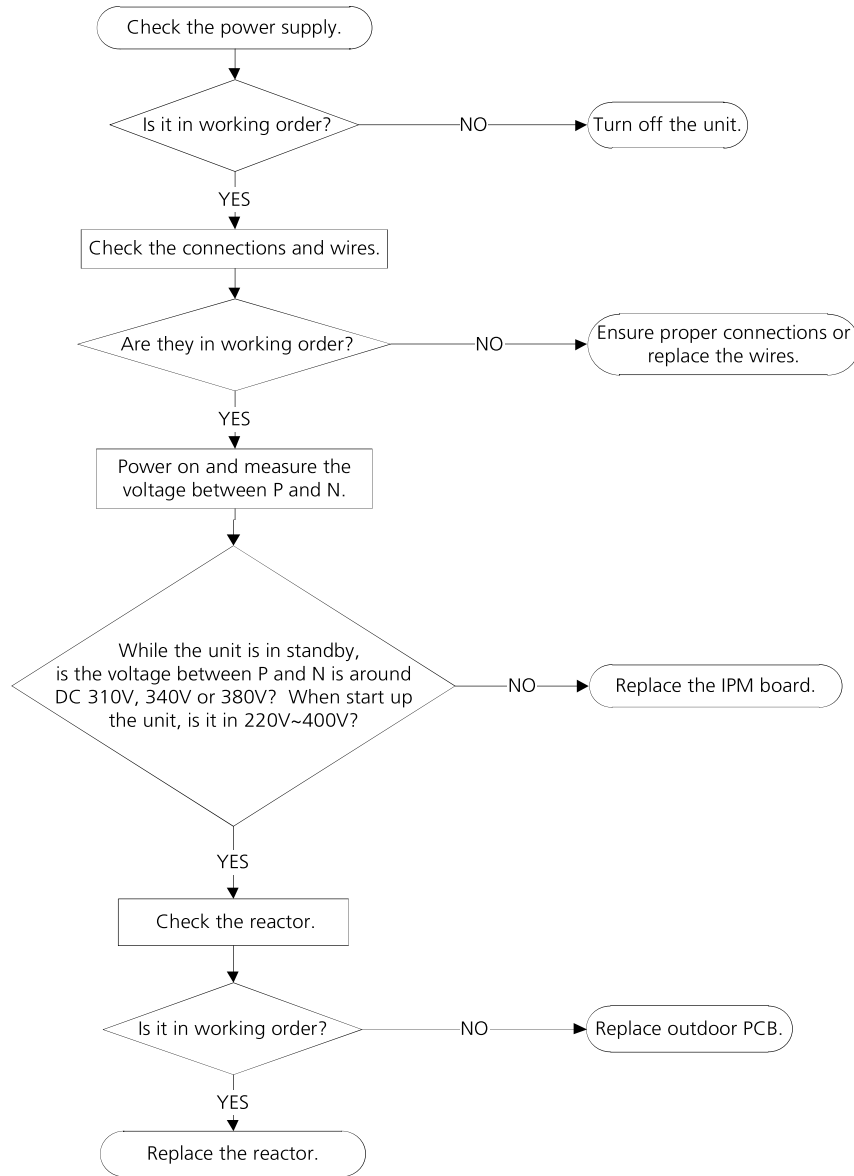 Check the power supply.
Is it in working order?
NO
Turn off the unit.
YES
Check the connections and wires.
Are they in working order?
NO
Ensure proper connections or
replace the wires.
YES
Power on and measure the
voltage between P and N.
While the unit is in standby,
is the voltage between P and N is around
DC 310V, 340V or 380V?  When start up
the unit, is it in 220V~400V?
NO
Replace the IPM board.
YES
Check the reactor.
Is it in working order?
NO
Replace outdoor PCB.
YES
Replace the reactor.